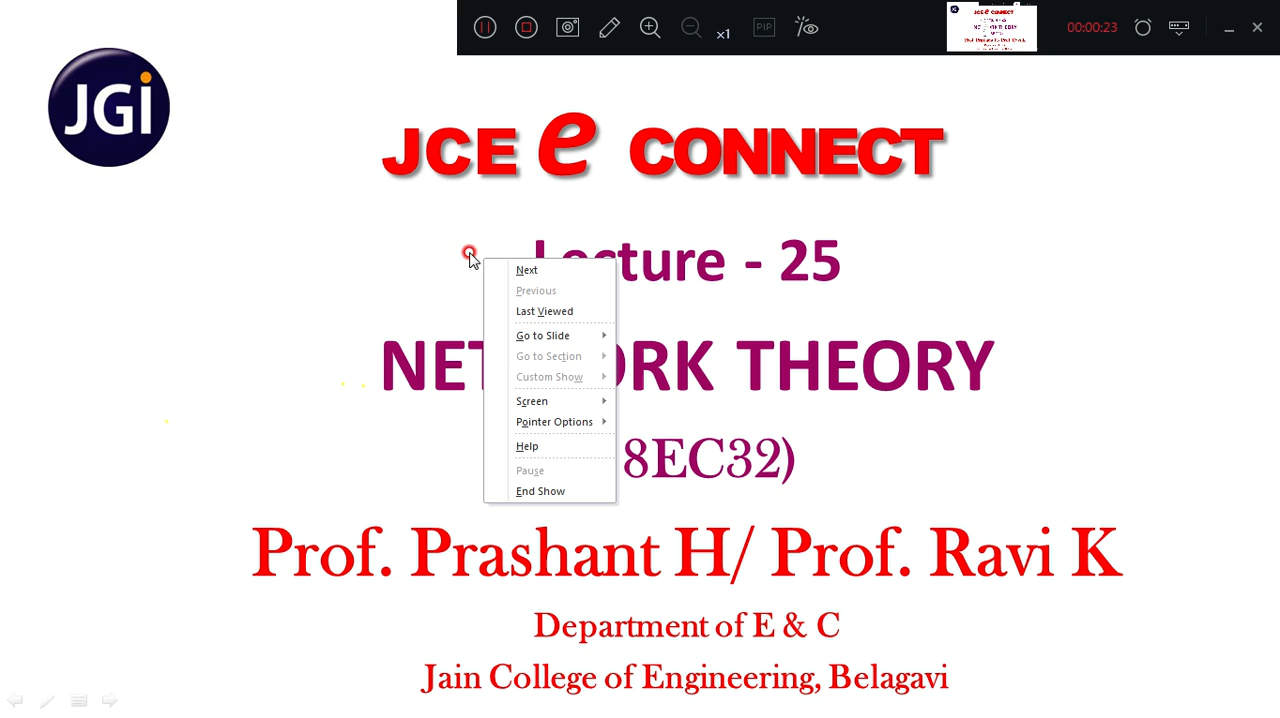 x1
PIP
00:00:23
JGi
JCE e CONNECT
Lecture - 25
Next
Previous
Last Viewed
Go to Slide
Go to Section
Custom Show
Screen
Pointer Options
Help
Pause
End Show
THEORY
8EC32)
Prof. Prashant H/ Prof. Ravi K
Department of E & C
Jain College of Engineering, Belagavi